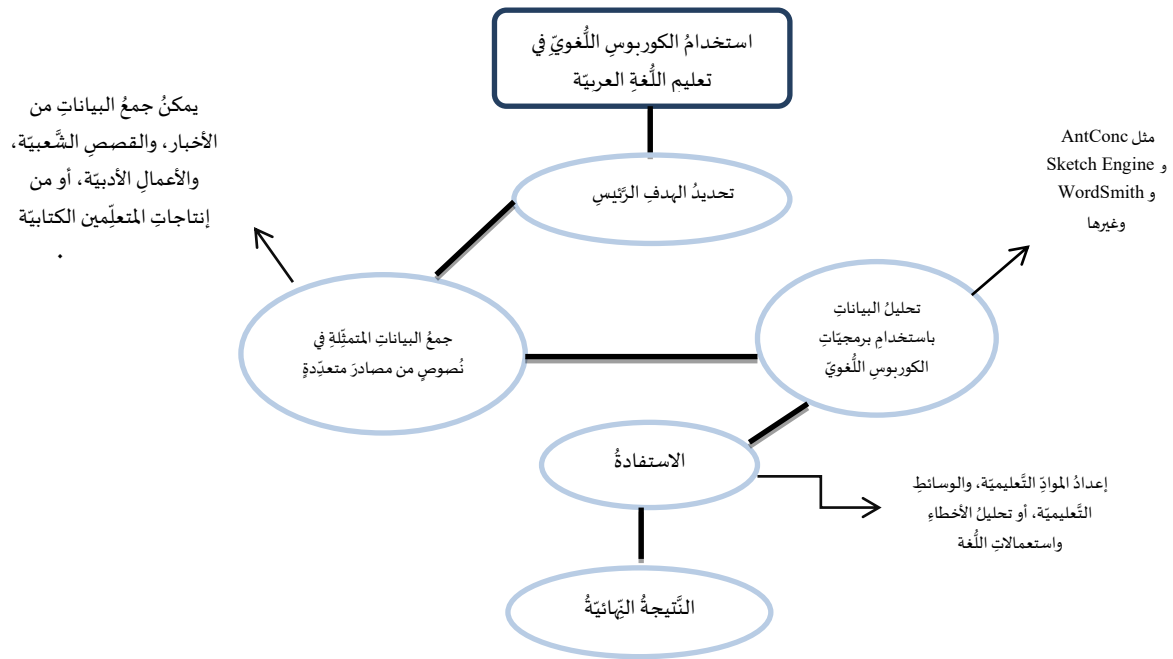 استخدامُ الكوربوسِ اللُّغويِّ في
تعليمِ اللُّغةِ العربيّة
تحديدُ الهدفِ الرَّئيسِ
يمكنُ جمعُ البياناتِ من
الأخبار، والقصصِ الشَّعبيّة،
والأعمالِ الأدبيّة، أو من
إنتاجاتِ المتعلِّمين الكتابيّة
.
جمعُ البياناتِ المتمثِّلةِ في
نُصوصٍ من مصادرَ متعدِّدةٍ
تحليلُ البياناتِ
باستخدامِ برمجيّاتِ
الكوربوسِ اللُّغويّ
مثل AntConc
و Sketch Engine
و WordSmith
وغيرها
الاستفادةُ
إعدادُ الموادِّ التَّعليميّة، والوسائطِ
التَّعليميّة، أو تحليلُ الأخطاءِ
واستعمالاتِ اللُّغة
النَّتيجةُ النِّهائيّةُ